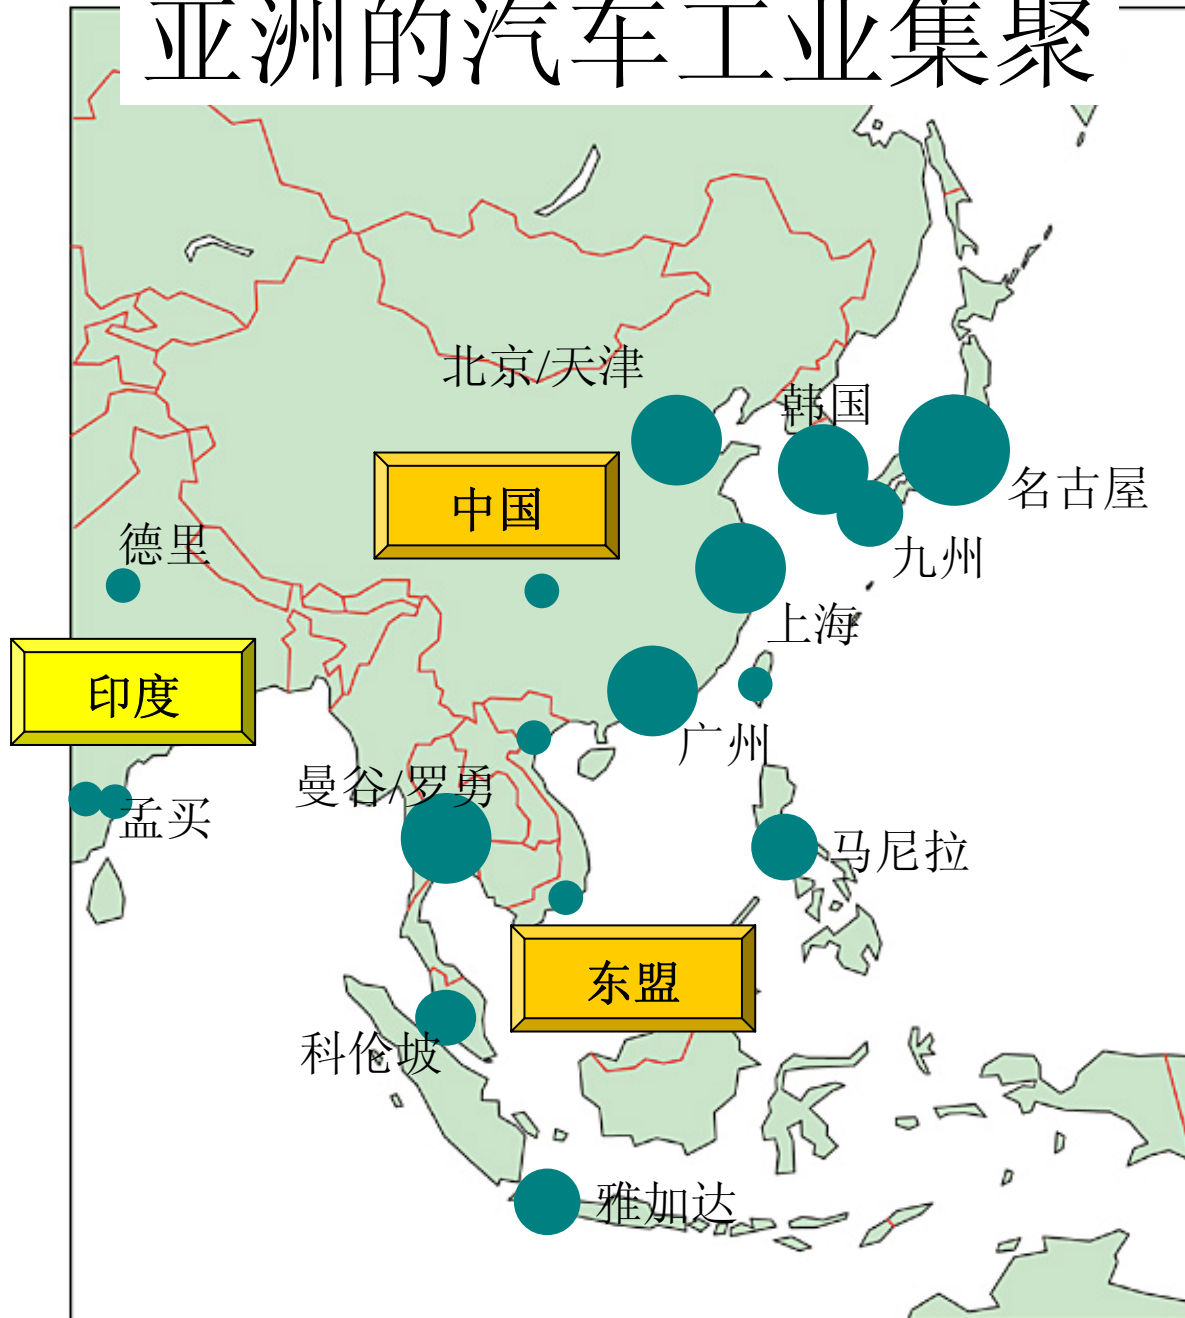 亚洲的汽车工业集聚
北京/天津
韩国
名古屋
中国
德里
九州
上海
印度
广州
曼谷/罗勇
孟买
马尼拉
东盟
科伦坡
雅加达